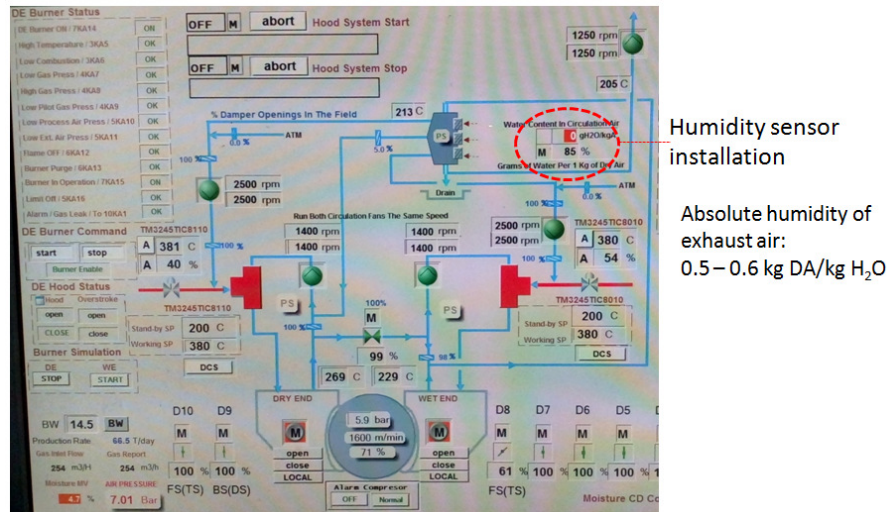 DE Burner Status
DE Burner ON / 7KA14 ON
High Temperature / 3KA5 OK
Low Combustion / 3KA6 OK
Low Gas Press / 4KA7 OK
High Gas Press / 4KA8 OK
Low Pilot Gas Press / 4KA9 OK
Low Process Air Press / 5KA10 OK
Low Ext. Air Press / 5KA11 OK
Flame OFF / 6KA12 OK
Burner Purge / 6KA13 OK
Burner In Operation / 7KA15 ON
Limit Off / 5KA16 OK
Alarm / Gas Leak / To 10KA1 OK
OFF M abort Hood System Start
OFF M abort Hood System Stop
1250 rpm
1250 rpm
205 C
% Damper Openings In The Field
213 C
ATM
0.0 %
5.0 %
PS
100 %
Water Content In Circulation Air
0 gH2O/kgA
M 85 %
Grams of Water Per 1 Kg of Dry Air
Humidity sensor
installation
Absolute humidity of
exhaust air:
0.5 – 0.6 kg DA/kg H2O
2500 rpm
2500 rpm
Drain
ATM
0.0 %
100 %
Run Both Circulation Fans The Same Speed
1400 rpm
1400 rpm
1400 rpm
1400 rpm
2500 rpm
2500 rpm
DE Burner Command
start stop
Burner Enable
TM3245TIC8110
A 381 C
A 40 %
100 %
TM3245TIC8010
A 380 C
A 54 %
100 %
DE Hood Status
Hood Overstroke
open open
CLOSE close
TM3245TIC8110
Stand-by SP 200 C
Working SP 380 C
DCS
PS
100 %
100%
M
99 %
PS
98 %
TM3245TIC8010
Stand-by SP 200 C
Working SP 380 C
DCS
Burner Simulation
DE WE
STOP START
269 C 229 C
DRY END
M
open
close
LOCAL
5.9 bar
1600 m/min
71 %
WET END
M
open
close
LOCAL
BW 14.5 BW
Production Rate 66.5 T/day
Gas Inlet Flow Gas Report
254 m3/H 254 m3/h
Moisture MV AIR PRESSURE
4.7 % 7.01 Bar
D10 D9
M M
100 % 100 %
FS(TS) BS(DS)
Alarm Compresor
OFF Normal
D8 D7 D6 D5
M M M M
61 % 100 % 100 % 100 %
FS(TS)
Moisture CD Co